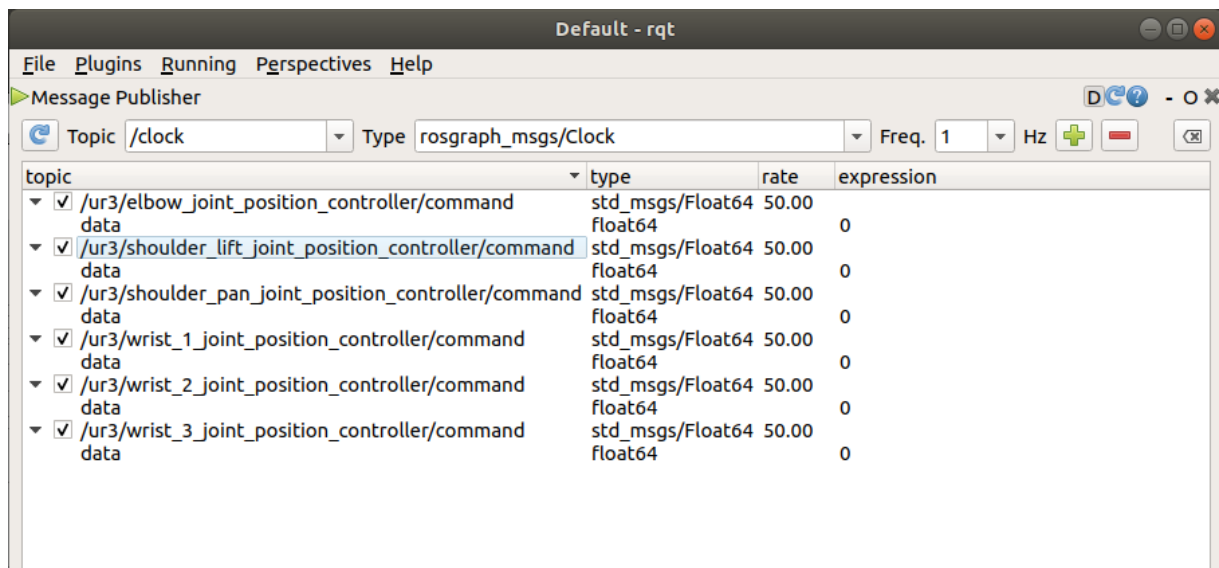 Default - rqt
File Plugins Running Perspectives Help
Message Publisher D - O
Topic /clock Type rosgraph_msgs/Clock Freq. 1 Hz
topic type rate expression
/ur3/elbow_joint_position_controller/command std_msgs/Float64 50.00
data float64 0
/ur3/shoulder_lift_joint_position_controller/command std_msgs/Float64 50.00
data float64 0
/ur3/shoulder_pan_joint_position_controller/command std_msgs/Float64 50.00
data float64 0
/ur3/wrist_1_joint_position_controller/command std_msgs/Float64 50.00
data float64 0
/ur3/wrist_2_joint_position_controller/command std_msgs/Float64 50.00
data float64 0
/ur3/wrist_3_joint_position_controller/command std_msgs/Float64 50.00
data float64 0